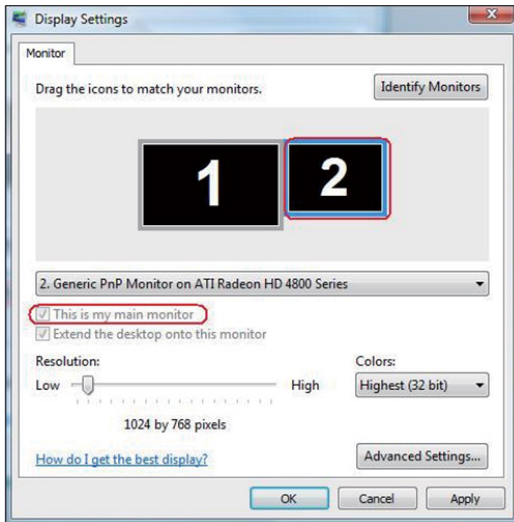 Display Settings
Monitor
Drag the icons to match your monitors.
Identify Monitors
1
2
2. Generic PnP Monitor on ATI Radeon HD 4800 Series
This is my main monitor
Extend the desktop onto this monitor
Resolution:
Colors:
Low
High
Highest (32 bit)
1024 by 768 pixels
How do I get the best display?
Advanced Settings...
OK
Cancel
Apply